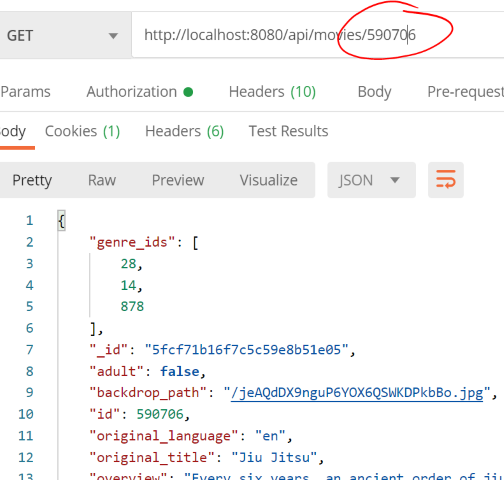 GET http://localhost:8080/api/movies/590706
Params Authorization Headers (10) Body Pre-request
Body Cookies (1) Headers (6) Test Results
Pretty Raw Preview Visualize JSON
1 {
2 "genre_ids": [
3 28,
4 14,
5 878
6 ],
7 "_id": "5fcf71b16f7c5c59e8b51e05",
8 "adult": false,
9 "backdrop_path": "/jeAQdDX9nguP6YOX6QSWKDPkbBo.jpg",
10 "id": 590706,
11 "original_language": "en",
12 "original_title": "Jiu Jitsu",
13 "overview": "Every six years, an ancient order of jiu